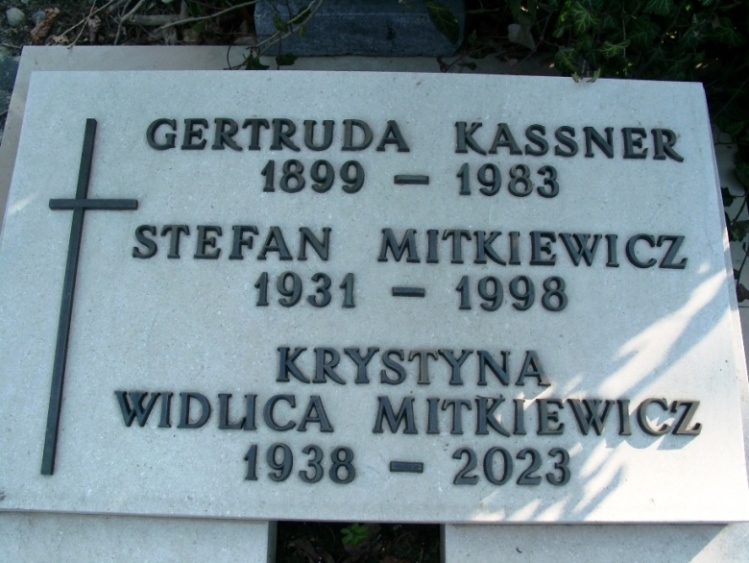 GERTRUDA KASSNER
1899 – 1983
STEFAN MITKIEWICZ
1931 – 1998
KRYSTYNA
WIDLICA MITKIEWICZ
1938 – 2023